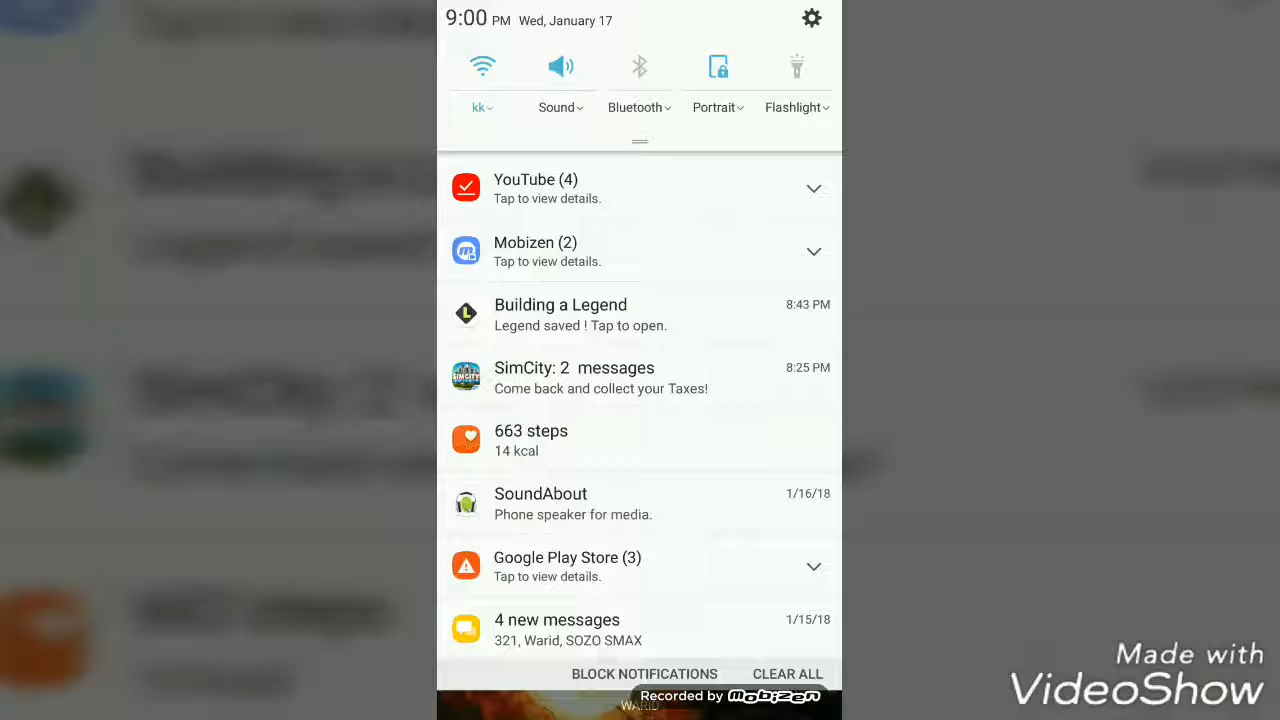 9:00 PM Wed, January 17
kk
Sound
Bluetooth
Portrait
Flashlight
YouTube (4)
Tap to view details.
Mobizen (2)
Tap to view details.
Building a Legend 8:43 PM
Legend saved ! Tap to open.
SimCity: 2 messages 8:25 PM
Come back and collect your Taxes!
663 steps
14 kcal
SoundAbout 1/16/18
Phone speaker for media.
Google Play Store (3)
Tap to view details.
4 new messages 1/15/18
321, Warid, SOZO SMAX
BLOCK NOTIFICATIONS CLEAR ALL
Recorded by mobizen
WARID
Made with
VideoShow